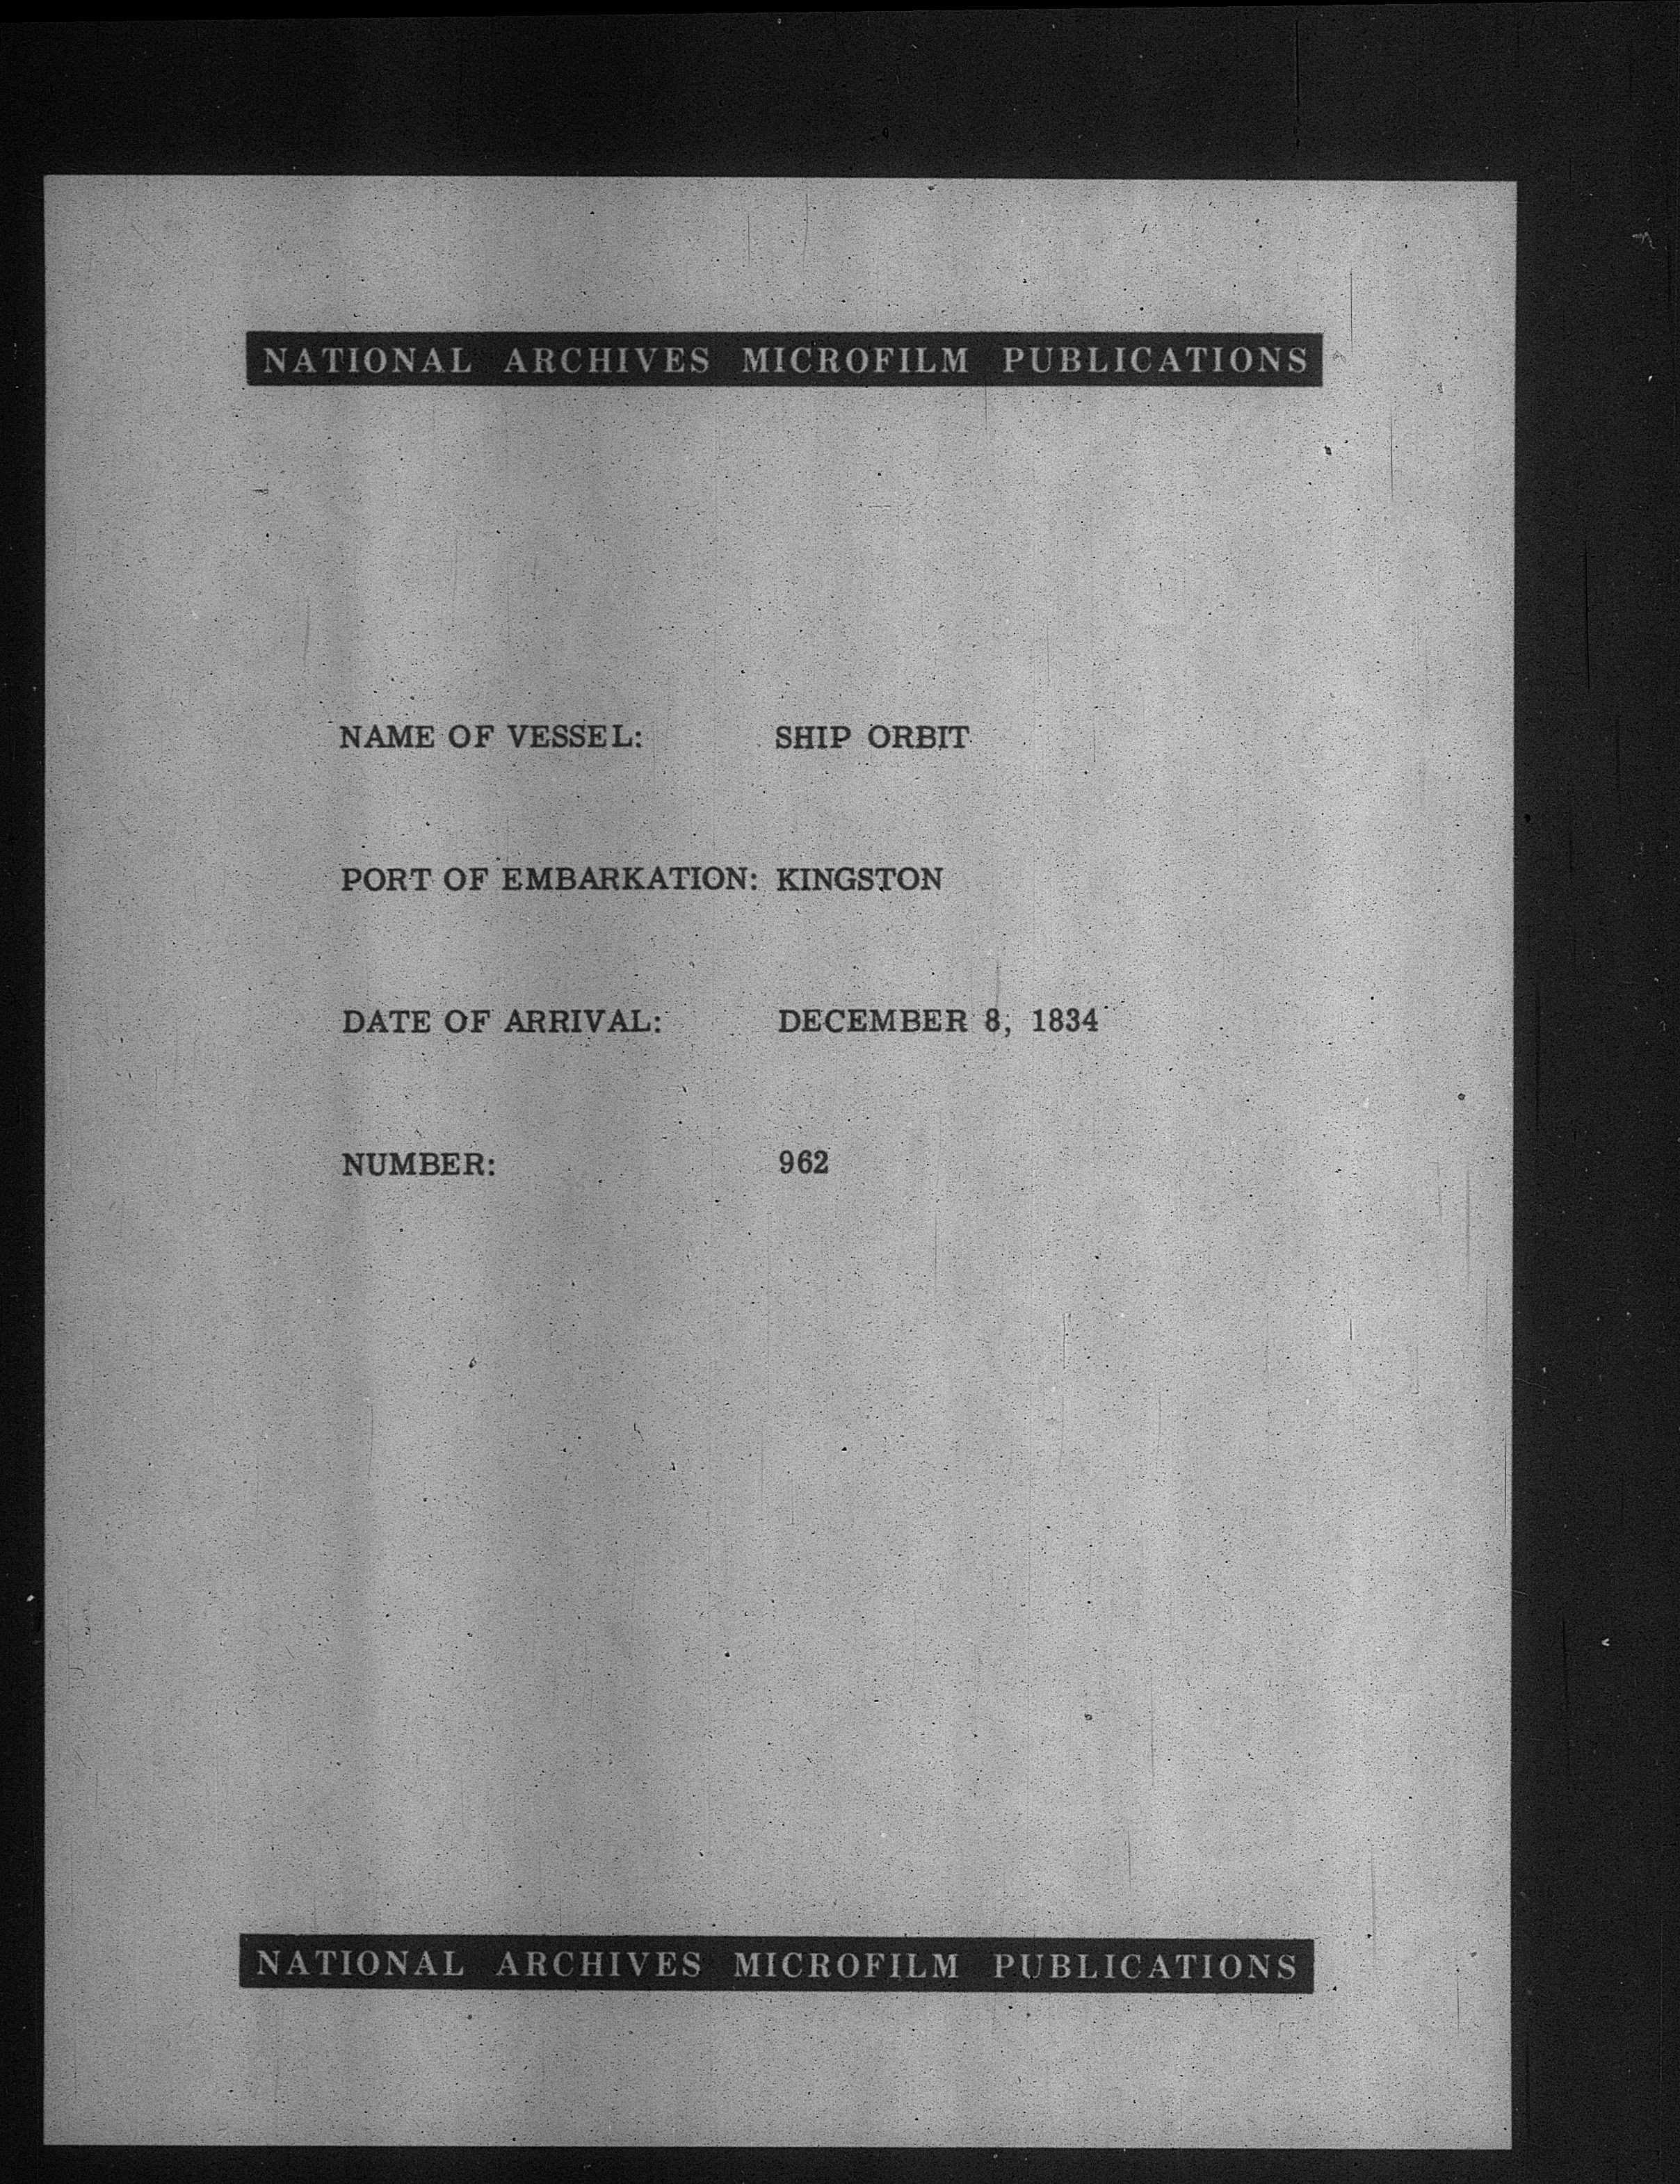 NATIONAL ARCHIVES MICROFILM PUBLICATIONS
NAME OF VESSEL: SHIP ORBIT
PORT OF EMBARKATION: KINGSTON
DATE OF ARRIVAL: DECEMBER 8, 1834
NUMBER: 962
NATIONAL ARCHIVES MICROFILM PUBLICATIONS